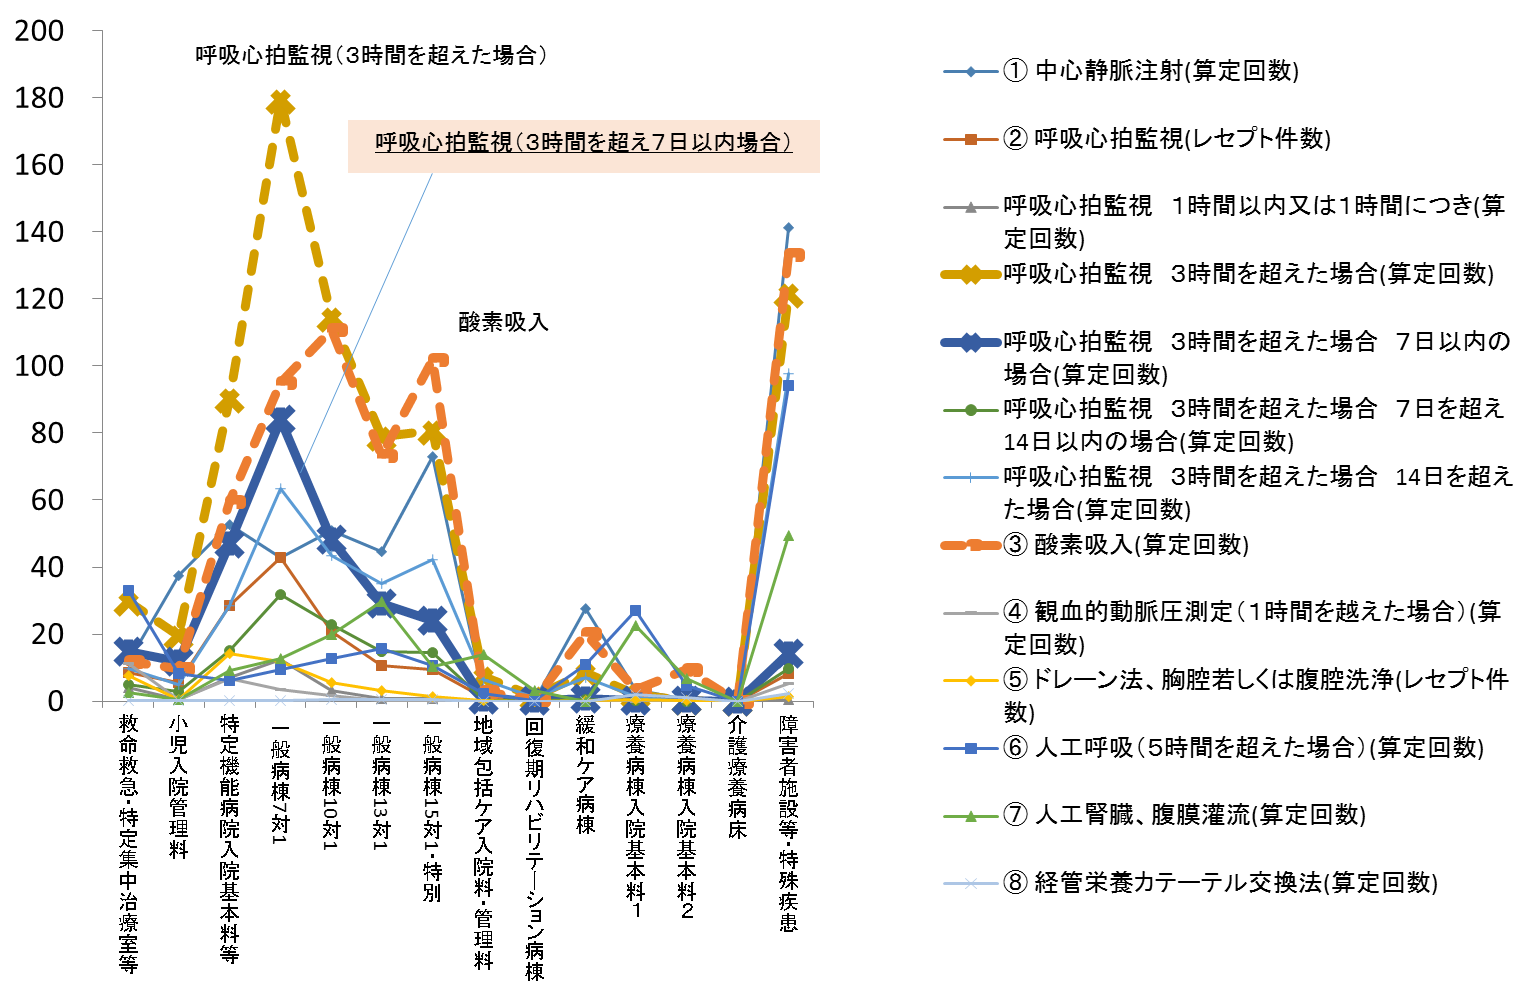 200
180
160
140
120
100
80
60
40
20
0
呼吸心拍監視（３時間を超えた場合）
呼吸心拍監視（３時間を超え７日以内場合）
酸素吸入
救命救急・特定集中治療室等
小児入院管理料
特定機能病院入院基本料等
一般病棟7対1
一般病棟10対1
一般病棟13対1
一般病棟15対1・特別
地域包括ケア入院料・管理料
回復期リハビリテーション病棟
緩和ケア病棟
療養病棟入院基本料１
療養病棟入院基本料２
介護療養病床
障害者施設等・特殊疾患
① 中心静脈注射(算定回数)
② 呼吸心拍監視(レセプト件数)
呼吸心拍監視　１時間以内又は１時間につき(算
定回数)
呼吸心拍監視　３時間を超えた場合(算定回数)
呼吸心拍監視　３時間を超えた場合　７日以内の
場合(算定回数)
呼吸心拍監視　３時間を超えた場合　７日を超え
14日以内の場合(算定回数)
呼吸心拍監視　３時間を超えた場合　14日を超え
た場合(算定回数)
③ 酸素吸入(算定回数)
④ 観血的動脈圧測定（１時間を越えた場合）(算
定回数)
⑤ ドレーン法、胸腔若しくは腹腔洗浄(レセプト件
数)
⑥ 人工呼吸（５時間を超えた場合）(算定回数)
⑦ 人工腎臓、腹膜灌流(算定回数)
⑧ 経管栄養カテーテル交換法(算定回数)